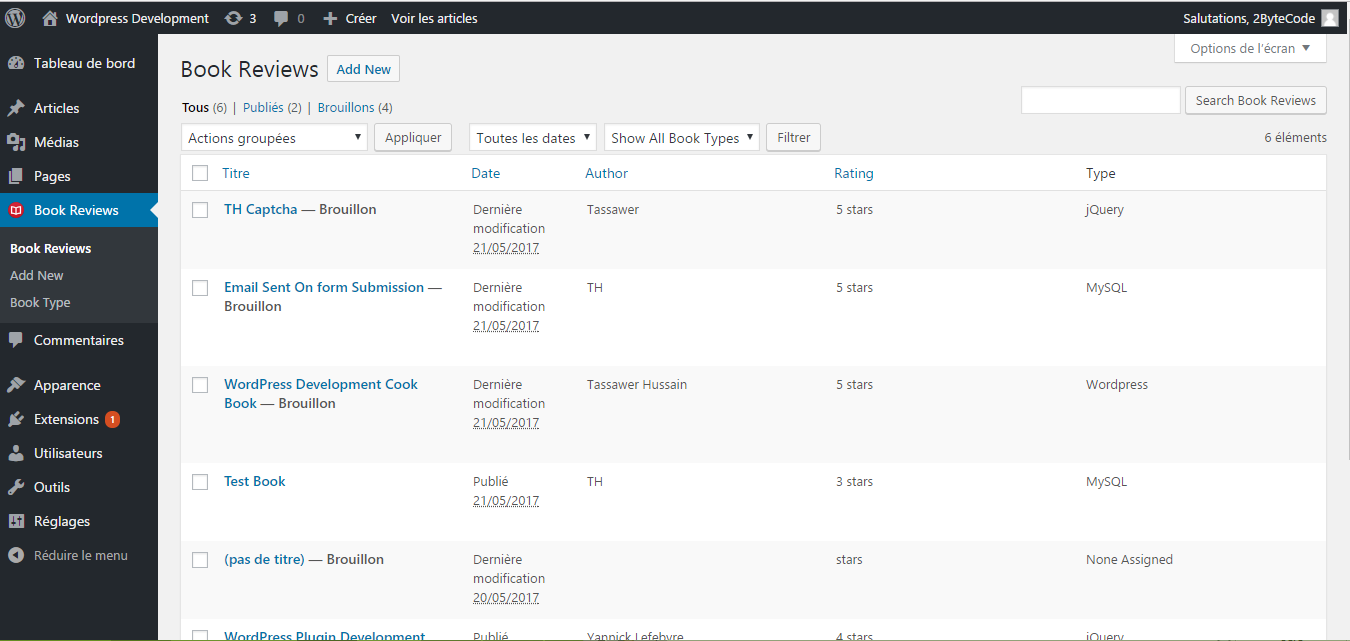 Wordpress Development 3 0 Créer Voir les articles Salutations, 2ByteCode
Options de l'écran ▼
Tableau de bord
Articles
Médias
Pages
Book Reviews
Book Reviews
Add New
Book Type
Commentaires
Apparence
Extensions 1
Utilisateurs
Outils
Réglages
Réduire le menu
Book Reviews Add New
Tous (6) | Publiés (2) | Brouillons (4)
Search Book Reviews
Actions groupées Appliquer Toutes les dates Show All Book Types Filtrer 6 éléments
Titre Date Author Rating Type
TH Captcha — Brouillon Dernière Tassawer 5 stars jQuery
modification
21/05/2017
Email Sent On form Submission — Dernière TH 5 stars MySQL
Brouillon modification
21/05/2017
WordPress Development Cook Dernière Tassawer Hussain 5 stars Wordpress
Book — Brouillon modification
21/05/2017
Test Book Publié TH 3 stars MySQL
21/05/2017
(pas de titre) — Brouillon Dernière stars None Assigned
modification
20/05/2017
WordPress Plugin Development Publié Yannick Lefebvre 4 stars jQuery